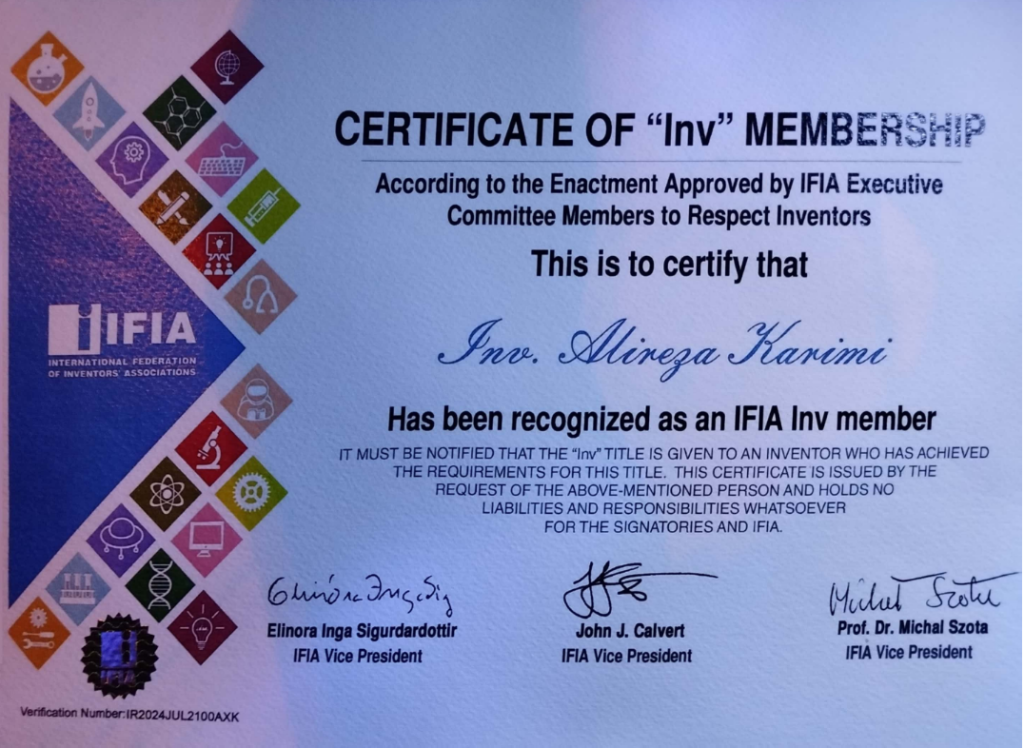 CERTIFICATE OF “Inv” MEMBERSHIP
According to the Enactment Approved by IFIA Executive
Committee Members to Respect Inventors
This is to certify that
Inv. Alireza Karimi
IFIA
INTERNATIONAL FEDERATION
OF INVENTORS' ASSOCIATIONS
Has been recognized as an IFIA Inv member
IT MUST BE NOTIFIED THAT THE “Inv” TITLE IS GIVEN TO AN INVENTOR WHO HAS ACHIEVED
THE REQUIREMENTS FOR THIS TITLE. THIS CERTIFICATE IS ISSUED BY THE
REQUEST OF THE ABOVE-MENTIONED PERSON AND HOLDS NO
LIABILITIES AND RESPONSIBILITIES WHATSOEVER
FOR THE SIGNATORIES AND IFIA.
Elinora Inga Sigurdardottir
IFIA Vice President
John J. Calvert
IFIA Vice President
Michał Szota
Prof. Dr. Michal Szota
IFIA Vice President
IFIA
Verification Number:IR2024JUL2100AXK